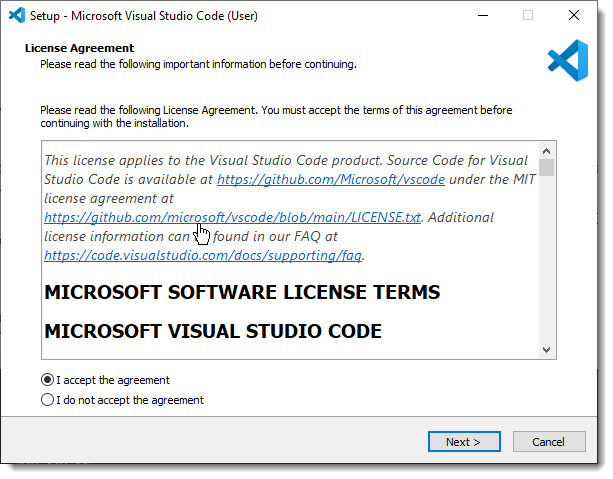 Setup - Microsoft Visual Studio Code (User)
License Agreement
Please read the following important information before continuing.
Please read the following License Agreement. You must accept the terms of this agreement before
continuing with the installation.
This license applies to the Visual Studio Code product. Source Code for Visual
Studio Code is available at https://github.com/Microsoft/vscode under the MIT
license agreement at
https://github.com/microsoft/vscode/blob/main/LICENSE.txt. Additional
license information can found in our FAQ at
https://code.visualstudio.com/docs/supporting/faq.
MICROSOFT SOFTWARE LICENSE TERMS
MICROSOFT VISUAL STUDIO CODE
I accept the agreement
I do not accept the agreement
Next >
Cancel